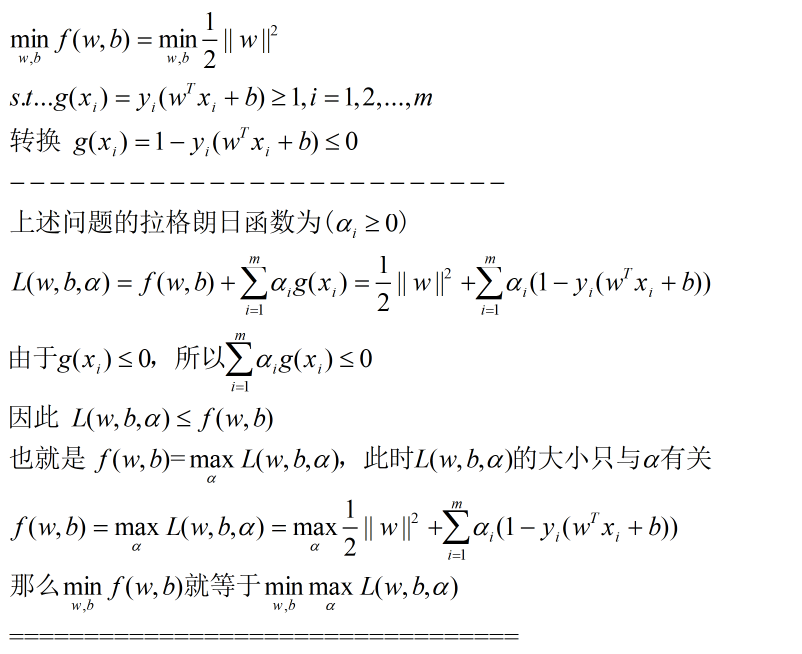 min_{w,b} f(w,b) = min_{w,b} 1/2 || w ||²
s.t...g(x_i) = y_i(w^T x_i + b) ≥ 1, i = 1,2,...,m
转换 g(x_i) = 1 − y_i(w^T x_i + b) ≤ 0
− − − − − − − − − − − − − − − − − − − − − − − − −
上述问题的拉格朗日函数为(α_i ≥ 0)
L(w,b,α) = f(w,b) + ∑_{i=1}^{m} α_i g(x_i) = 1/2 || w ||² + ∑_{i=1}^{m} α_i(1 − y_i(w^T x_i + b))
由于g(x_i) ≤ 0，所以∑_{i=1}^{m} α_i g(x_i) ≤ 0
因此 L(w,b,α) ≤ f(w,b)
也就是 f(w,b)=max_α L(w,b,α)，此时L(w,b,α)的大小只与α有关
f(w,b) = max_α L(w,b,α) = max_α 1/2 || w ||² + ∑_{i=1}^{m} α_i(1 − y_i(w^T x_i + b))
那么min_{w,b} f(w,b)就等于min_{w,b} max_α L(w,b,α)
==================================